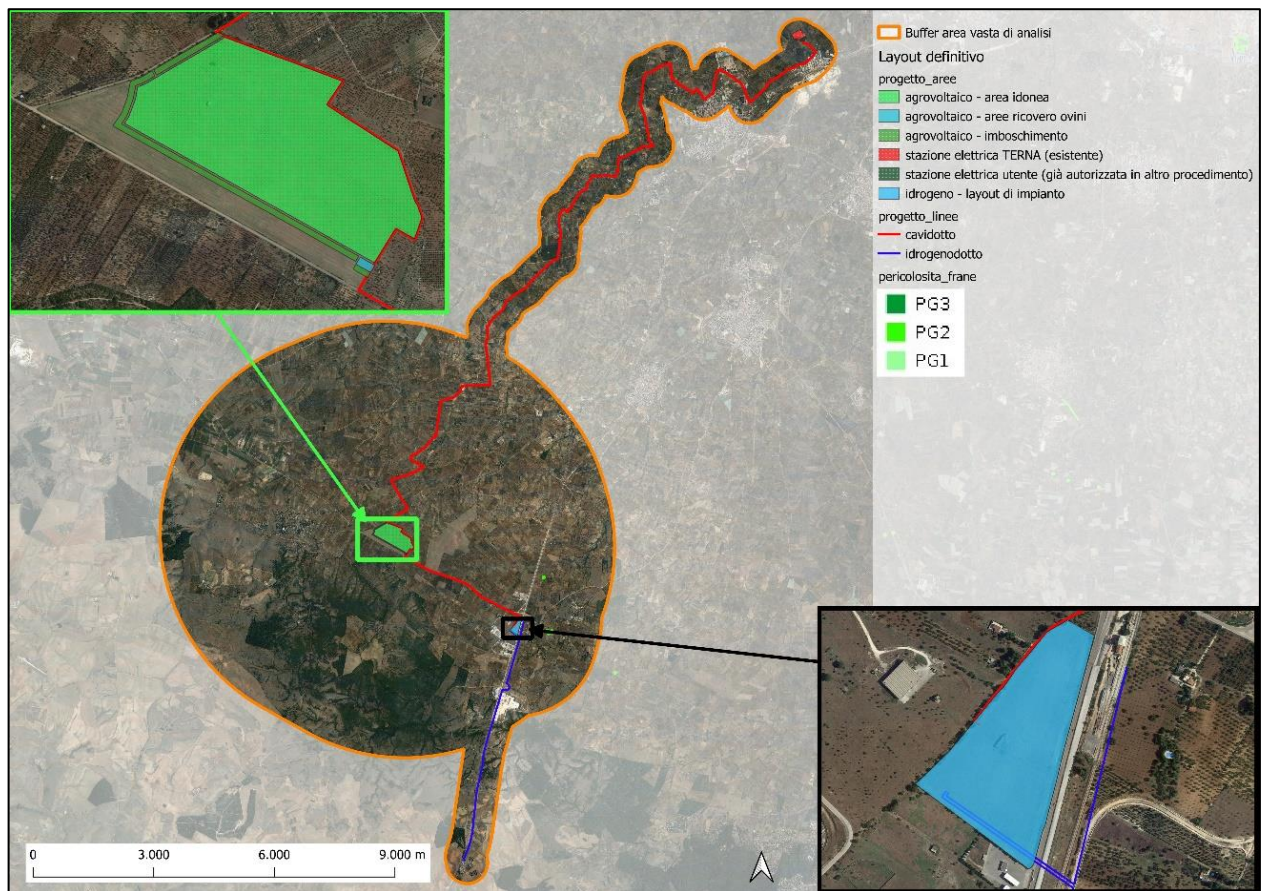 Buffer area vasta di analisi
Layout definitivo
progetto_aree
agrovoltaico - area idonea
agrovoltaico - aree ricovero ovini
agrovoltaico - imboschimento
stazione elettrica TERNA (esistente)
stazione elettrica utente (già autorizzata in altro procedimento)
idrogeno - layout di impianto
progetto_linee
cavidotto
idrogenodotto
pericolosita_frane
PG3
PG2
PG1
0 3.000 6.000 9.000 m